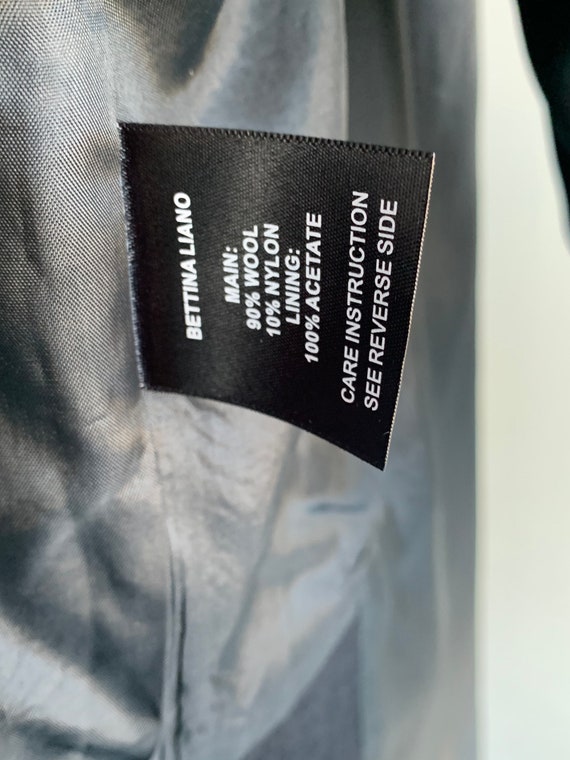 BETTINA LIANO
MAIN:
90% WOOL
10% NYLON
LINING:
100% ACETATE
CARE INSTRUCTION
SEE REVERSE SIDE